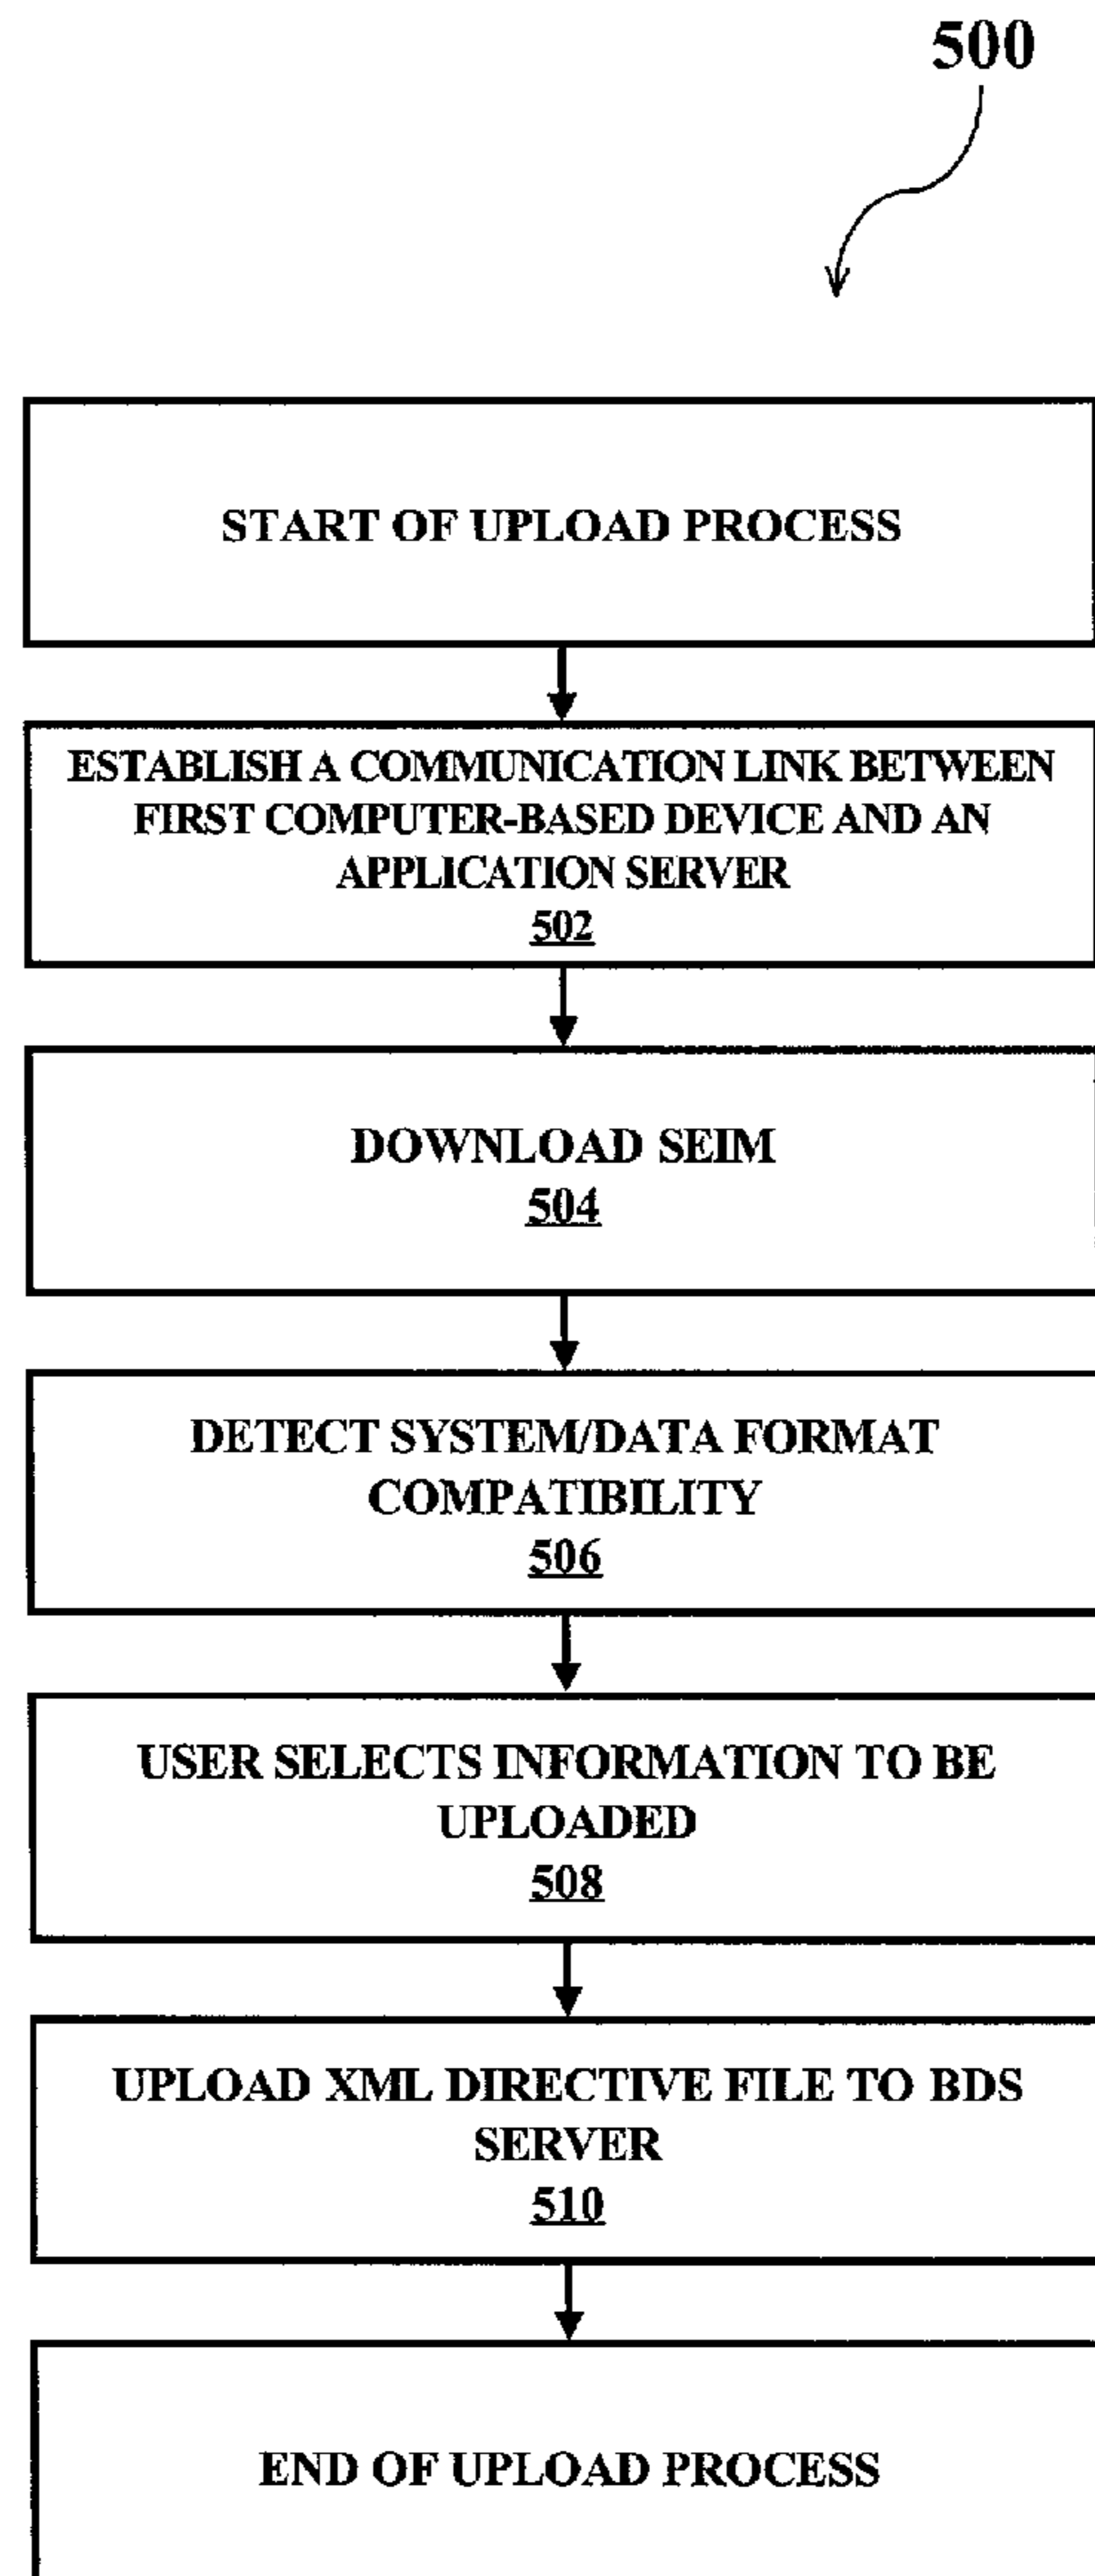 500
START OF UPLOAD PROCESS
ESTABLISH A COMMUNICATION LINK BETWEEN
FIRST COMPUTER-BASED DEVICE AND AN
APPLICATION SERVER
502
DOWNLOAD SEIM
504
DETECT SYSTEM/DATA FORMAT
COMPATIBILITY
506
USER SELECTS INFORMATION TO BE
UPLOADED
508
UPLOAD XML DIRECTIVE FILE TO BDS
SERVER
510
END OF UPLOAD PROCESS